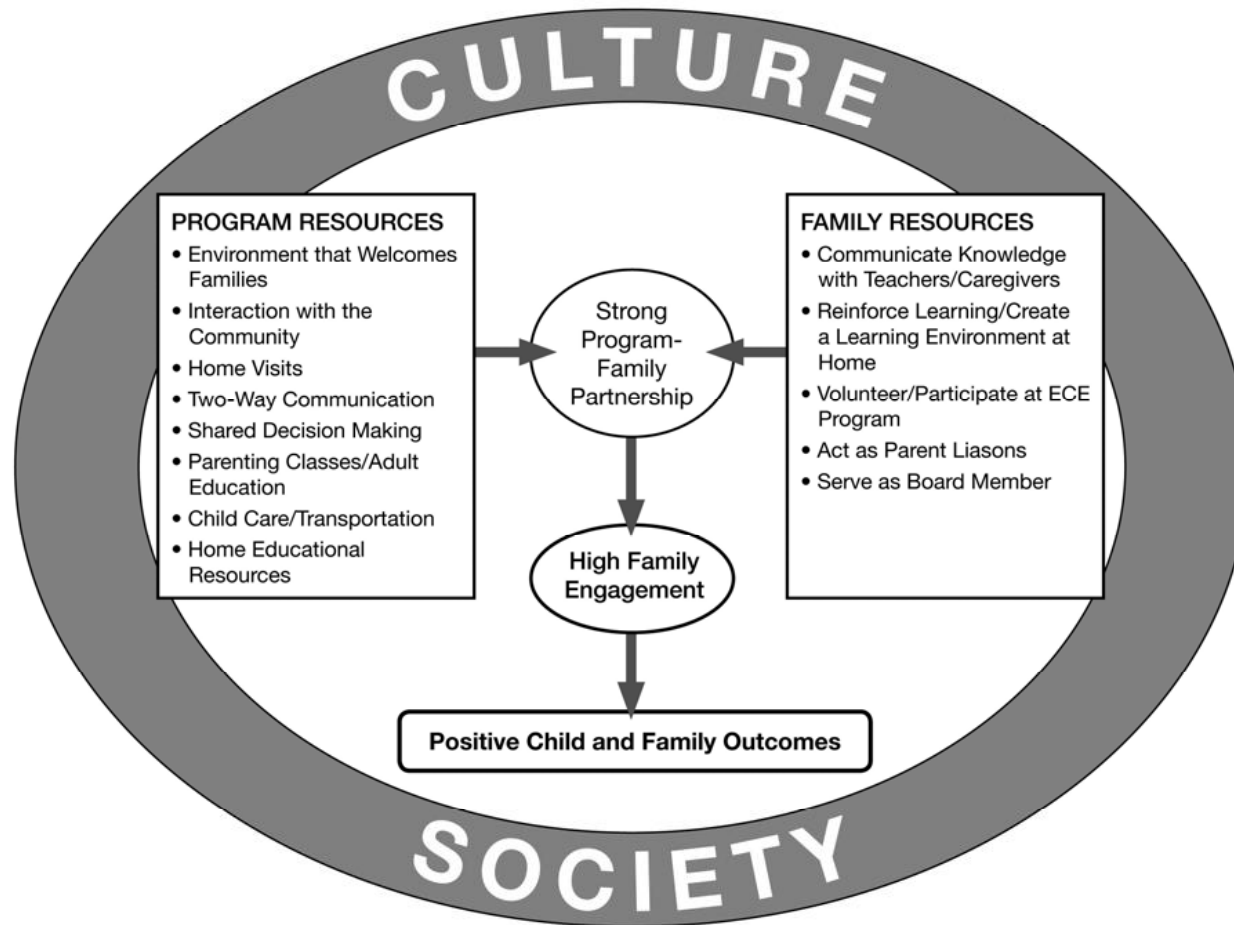 CULTURE
PROGRAM RESOURCES
• Environment that Welcomes
Families
• Interaction with the
Community
• Home Visits
• Two-Way Communication
• Shared Decision Making
• Parenting Classes/Adult
Education
• Child Care/Transportation
• Home Educational
Resources
Strong
Program-
Family
Partnership
High Family
Engagement
Positive Child and Family Outcomes
FAMILY RESOURCES
• Communicate Knowledge
with Teachers/Caregivers
• Reinforce Learning/Create
a Learning Environment at
Home
• Volunteer/Participate at ECE
Program
• Act as Parent Liasons
• Serve as Board Member
SOCIETY